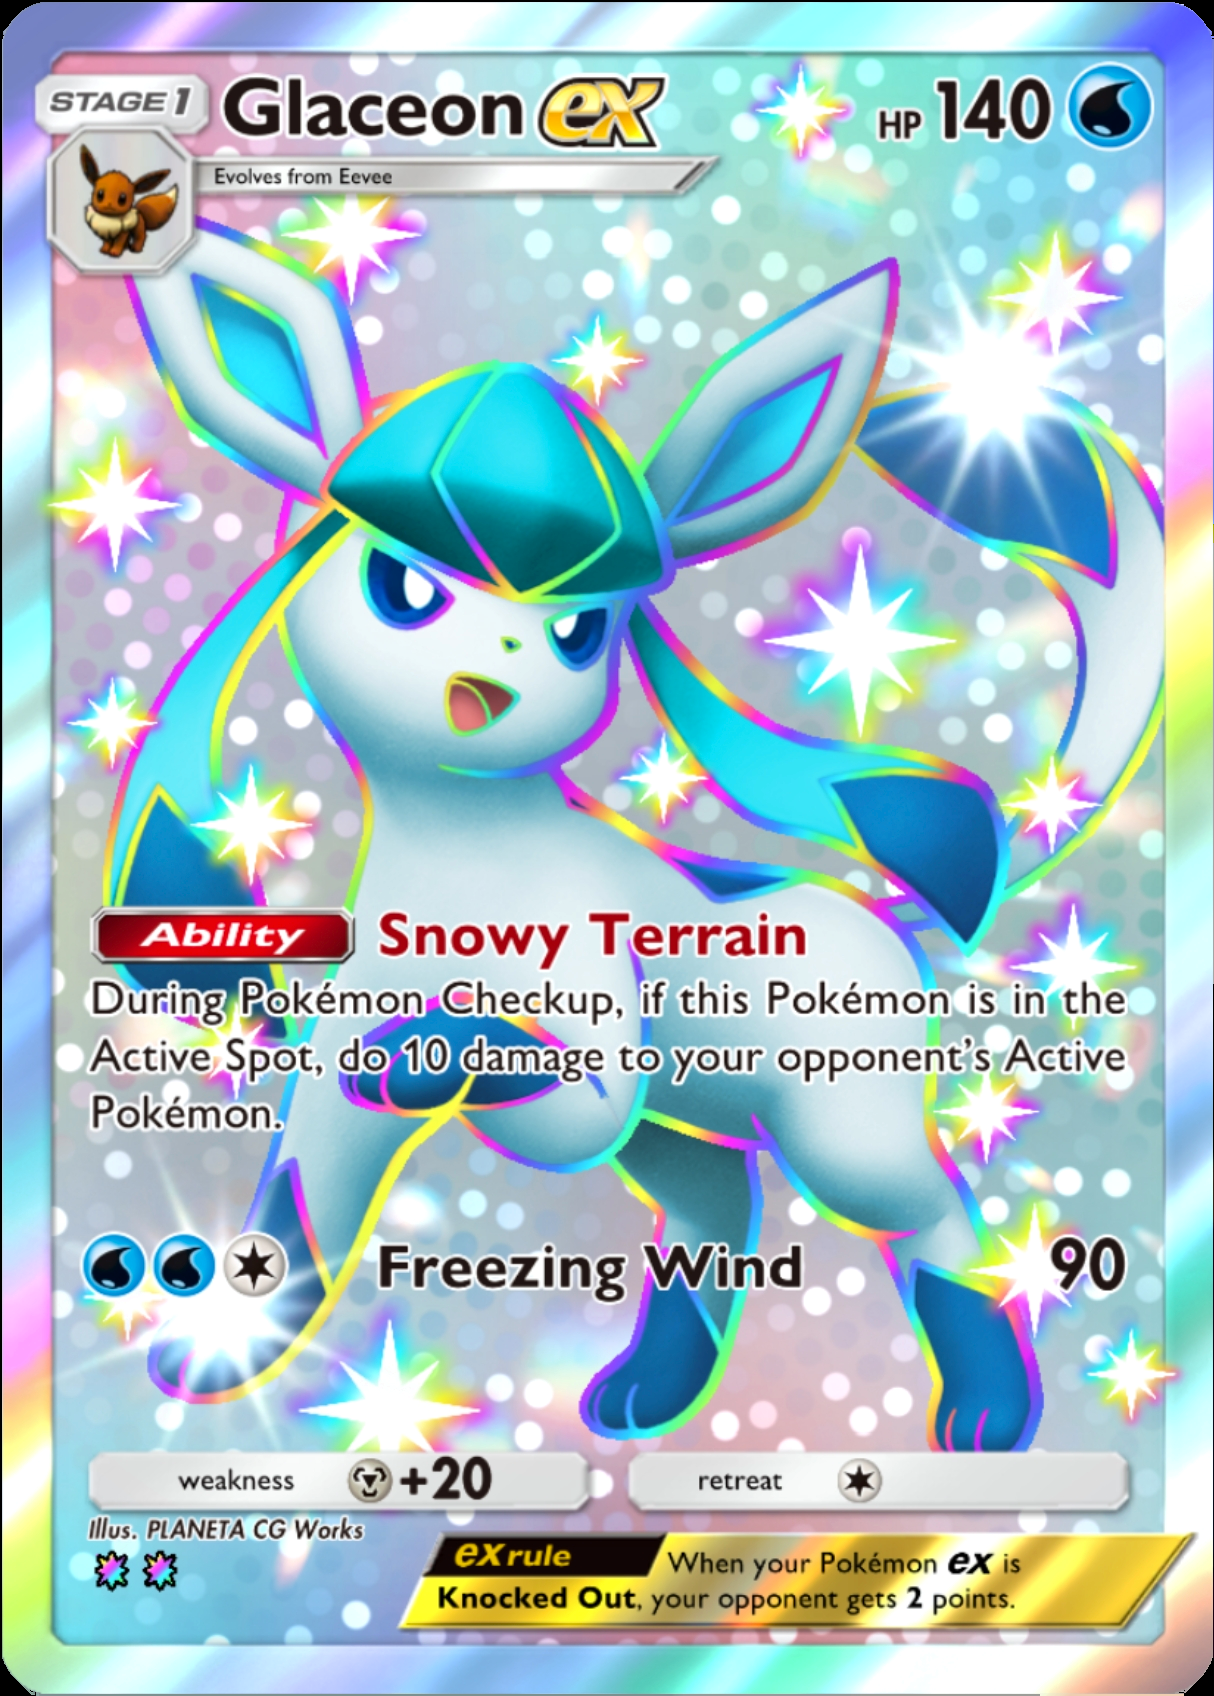 STAGE 1 Glaceon ex HP 140
Evolves from Eevee
Ability Snowy Terrain
During Pokémon Checkup, if this Pokémon is in the
Active Spot, do 10 damage to your opponent's Active
Pokémon.
Freezing Wind 90
weakness +20 retreat
Illus. PLANETA CG Works
ex rule When your Pokémon ex is
Knocked Out, your opponent gets 2 points.